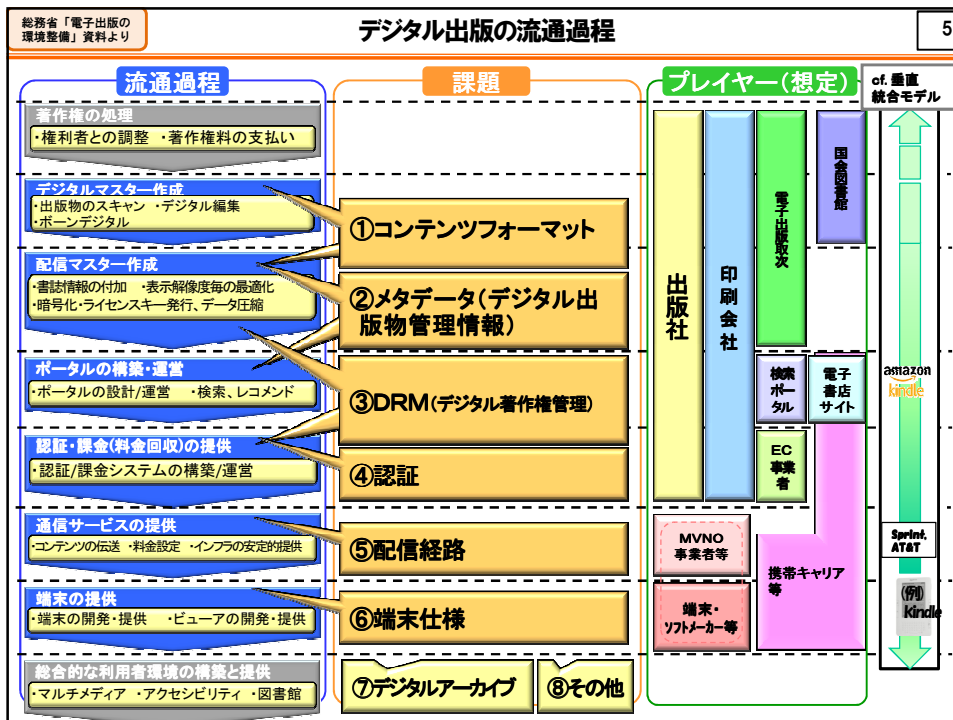 総務省「電子出版の
環境整備」資料より
デジタル出版の流通過程
5
流通過程
課題
プレイヤー(想定)
cf. 垂直
統合モデル
著作権の処理
・権利者との調整 ・著作権料の支払い
デジタルマスター作成
・出版物のスキャン ・デジタル編集
・ボーンデジタル
配信マスター作成
・書誌情報の付加 ・表示解像度毎の最適化
・暗号化・ライセンスキー発行、データ圧縮
ポータルの構築・運営
・ポータルの設計/運営 ・検索、レコメンド
認証・課金(料金回収)の提供
・認証/課金システムの構築/運営
通信サービスの提供
・コンテンツの伝送 ・料金設定 ・インフラの安定的提供
端末の提供
・端末の開発・提供 ・ビューアの開発・提供
総合的な利用者環境の構築と提供
・マルチメディア ・アクセシビリティ ・図書館
①コンテンツフォーマット
②メタデータ(デジタル出
版物管理情報)
③DRM(デジタル著作権管理)
④認証
⑤配信経路
⑥端末仕様
⑦デジタルアーカイブ
⑧その他
出版社
印刷会社
電子出版取次
国会図書館
検索
ポー
タル
電子
書店
サイト
EC
事業
者
MVNO
事業者等
携帯キャリア
等
端末・
ソフトメーカー等
amazon
kindle
Sprint,
AT&T
(例)
Kindle